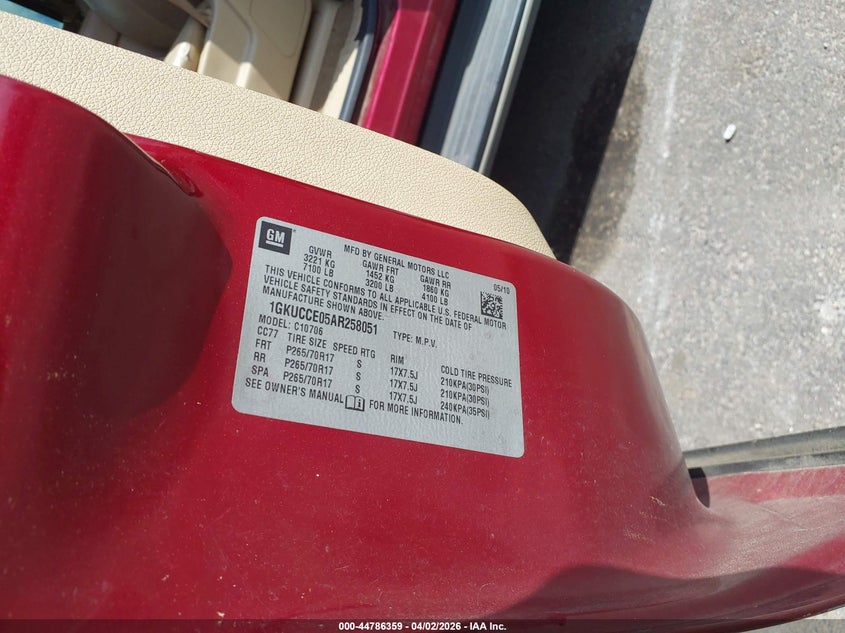 GM
MFD BY GENERAL MOTORS LLC
05/10
GVWR GAWR FRT GAWR RR
3221 KG 1452 KG 1860 KG
7100 LB 3200 LB 4100 LB
THIS VEHICLE CONFORMS TO ALL APPLICABLE U.S. FEDERAL MOTOR
VEHICLE SAFETY STANDARDS IN EFFECT ON THE DATE OF
MANUFACTURE SHOWN ABOVE.
1GKUCCE05AR258051 TYPE: M.P.V.
MODEL: C10706
CC77 TIRE SIZE SPEED RTG RIM COLD TIRE PRESSURE
FRT P265/70R17 S 17X7.5J 210KPA(30PSI)
RR P265/70R17 S 17X7.5J 210KPA(30PSI)
SPA P265/70R17 S 17X7.5J 240KPA(35PSI)
SEE OWNER'S MANUAL FOR MORE INFORMATION.
000-44786359 - 04/02/2026 - IAA Inc.